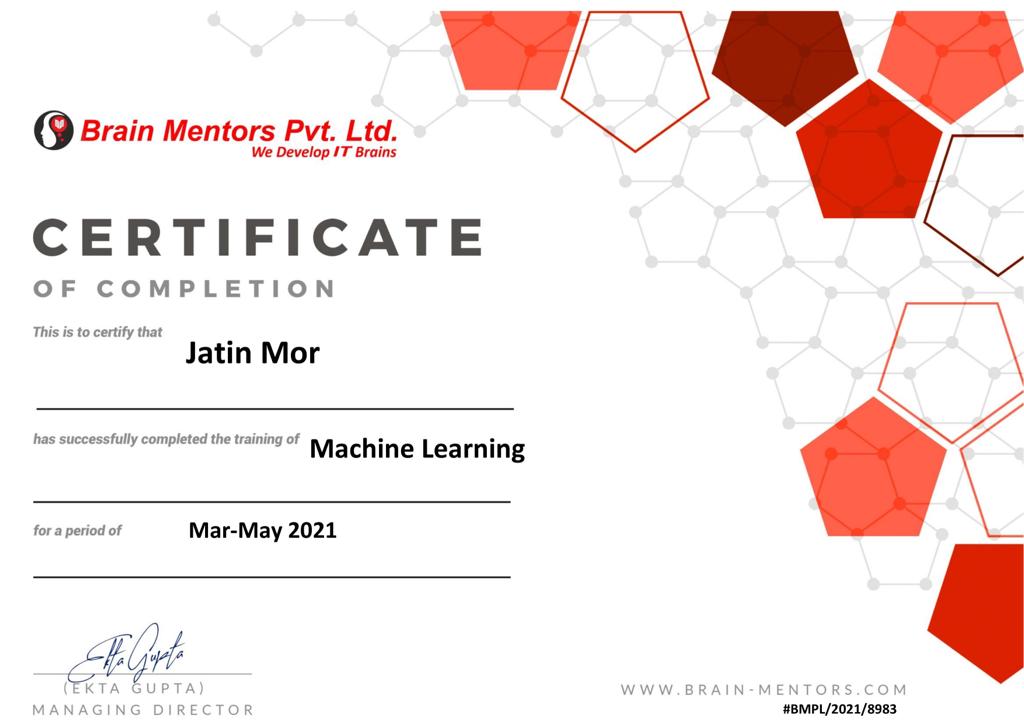 Brain Mentors Pvt. Ltd.
We Develop IT Brains
CERTIFICATE
OF COMPLETION
This is to certify that
Jatin Mor
has successfully completed the training of Machine Learning
for a period of Mar-May 2021
Ekta Gupta
(EKTA GUPTA)
MANAGING DIRECTOR
WWW.BRAIN-MENTORS.COM
#BMPL/2021/8983